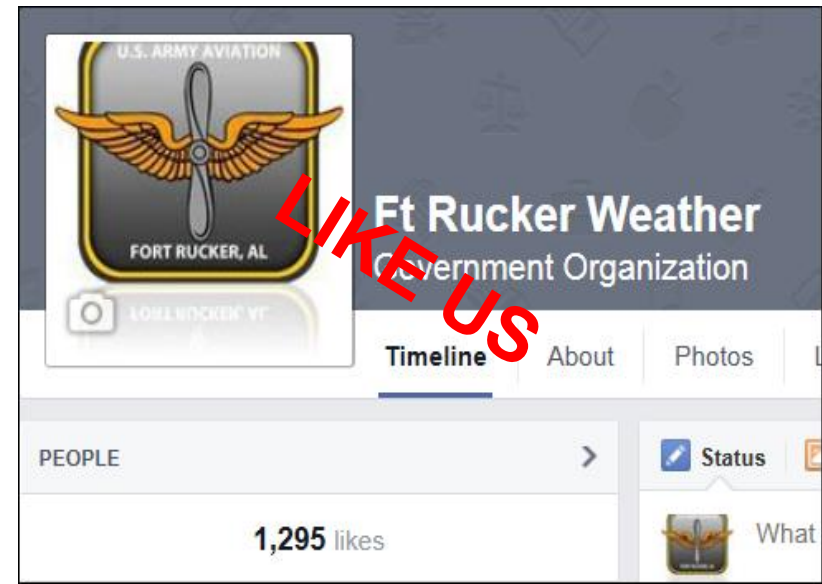 U.S. ARMY AVIATION
FORT RUCKER, AL
LIKE US
Ft Rucker Weather
Government Organization
Timeline
About
Photos
PEOPLE
Status
1,295 likes
What